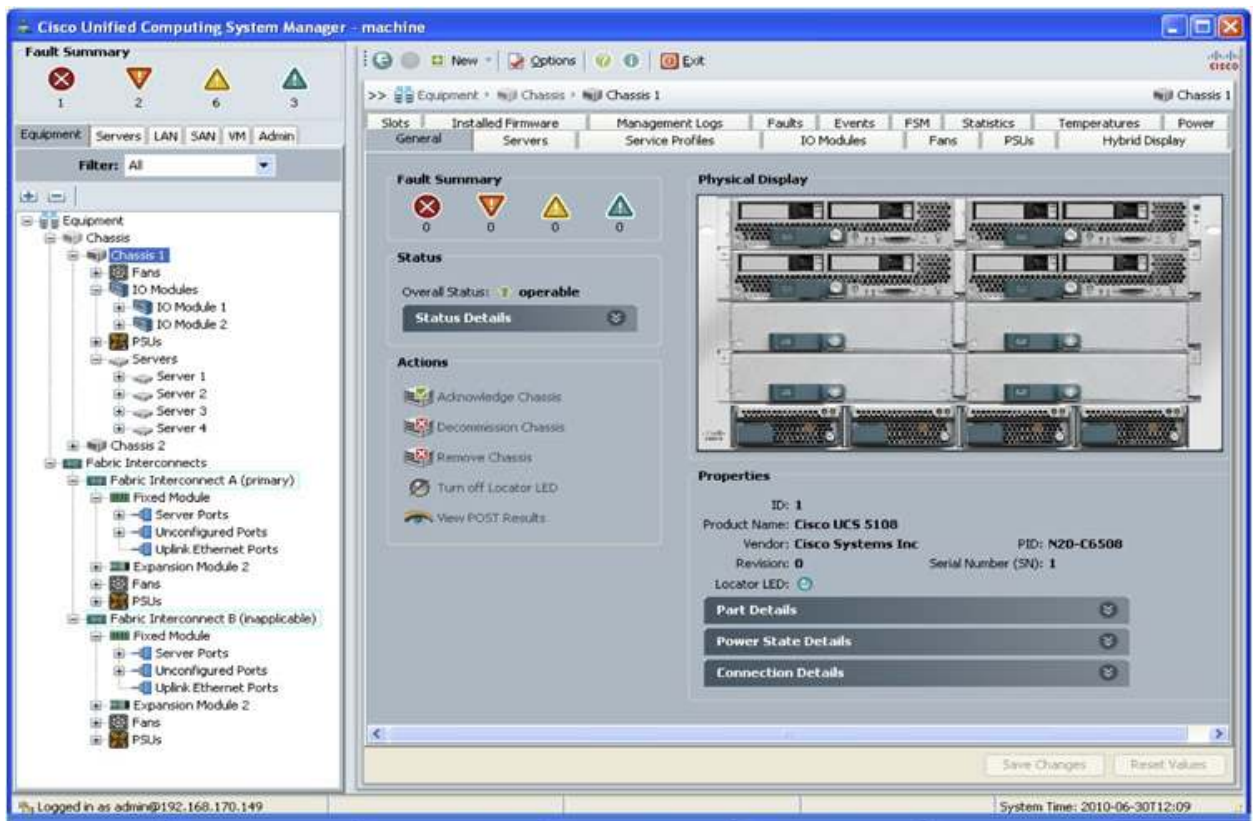 Cisco Unified Computing System Manager - machine
Fault Summary
1 2 6 3
Equipment Servers LAN SAN VM Admin
Filter: All
Equipment
Chassis
Chassis 1
Fans
IO Modules
IO Module 1
IO Module 2
PSUs
Servers
Server 1
Server 2
Server 3
Server 4
Chassis 2
Fabric Interconnects
Fabric Interconnect A (primary)
Fixed Module
Server Ports
Unconfigured Ports
Uplink Ethernet Ports
Expansion Module 2
Fans
PSUs
Fabric Interconnect B (inapplicable)
Fixed Module
Server Ports
Unconfigured Ports
Uplink Ethernet Ports
Expansion Module 2
Fans
PSUs
New Options Exit
CISCO
>> Equipment Chassis Chassis 1 Chassis 1
Slots Installed Firmware Management Logs Faults Events FSM Statistics Temperatures Power
General Servers Service Profiles IO Modules Fans PSUs Hybrid Display
Fault Summary
0 0 0 0
Status
Overall Status: operable
Status Details
Actions
Acknowledge Chassis
Decommission Chassis
Remove Chassis
Turn off Locator LED
View POST Results
Physical Display
Properties
ID: 1
Product Name: Cisco UCS 5108
Vendor: Cisco Systems Inc PID: N20-C6508
Revision: 0 Serial Number (SN): 1
Locator LED:
Part Details
Power State Details
Connection Details
Save Changes Reset Values
Logged in as admin@192.168.170.149 System Time: 2010-06-30T12:09